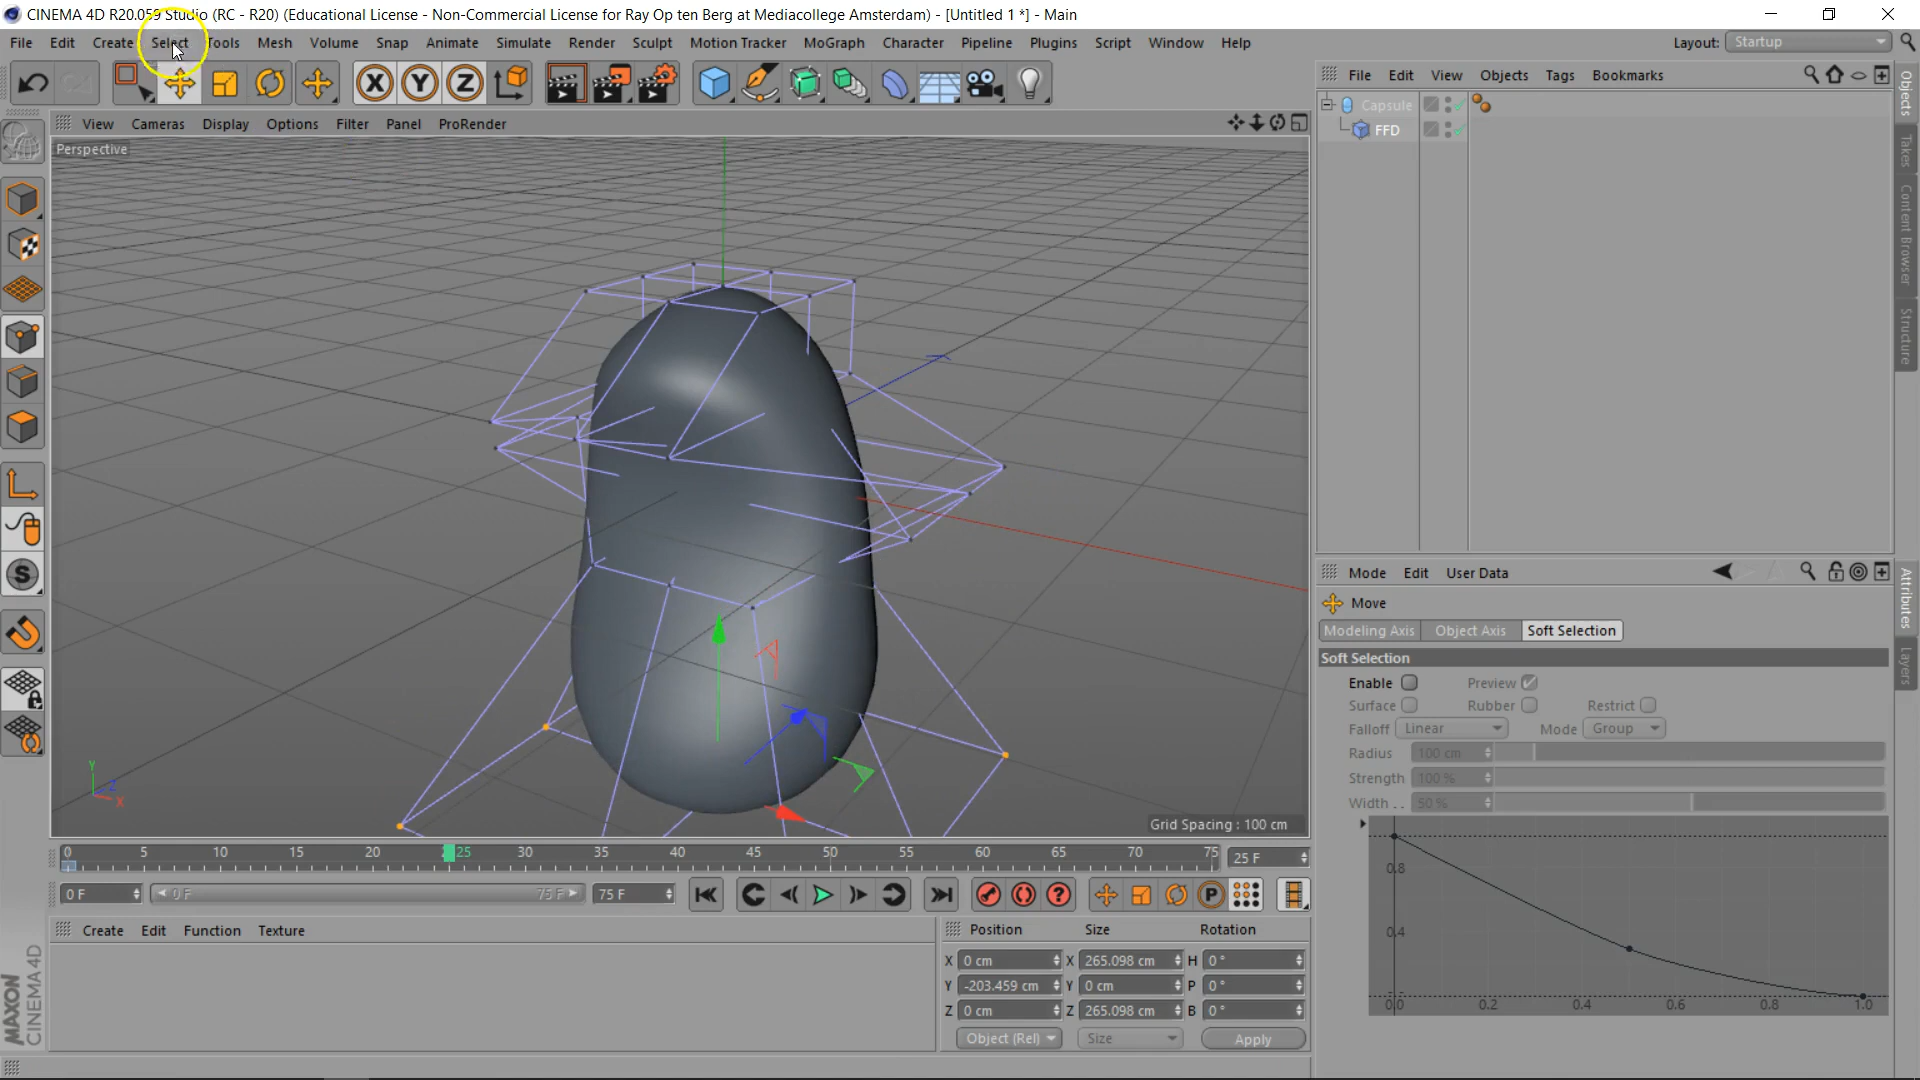 CINEMA 4D R20.059 Studio (RC - R20) (Educational License - Non-Commercial License for Ray Op ten Berg at Mediacollege Amsterdam) - [Untitled 1 *] - Main
File Edit Create Select Tools Mesh Volume Snap Animate Simulate Render Sculpt Motion Tracker MoGraph Character Pipeline Plugins Script Window Help Layout: Startup
X Y Z
File Edit View Objects Tags Bookmarks
Capsule
FFD
View Cameras Display Options Filter Panel ProRender
Perspective
Y
Z
X
Grid Spacing : 100 cm
Objects
Takes
Content Browser
Structure
Mode Edit User Data
Move
Modeling Axis Object Axis Soft Selection
Soft Selection
Enable Preview
Surface Rubber Restrict
Falloff Linear Mode Group
Radius 100 cm
Strength 100 %
Width . . 50 %
0.8
0.4
0.0 0.2 0.4 0.6 0.8 1.0
Attributes
Layers
0 5 10 15 20 25 30 35 40 45 50 55 60 65 70 75 25 F
0 F 0 F 75 F 75 F
Create Edit Function Texture
Position Size Rotation
X 0 cm X 265.098 cm H 0 °
Y -203.459 cm Y 0 cm P 0 °
Z 0 cm Z 265.098 cm B 0 °
Object (Rel) Size Apply
MAXON
CINEMA 4D